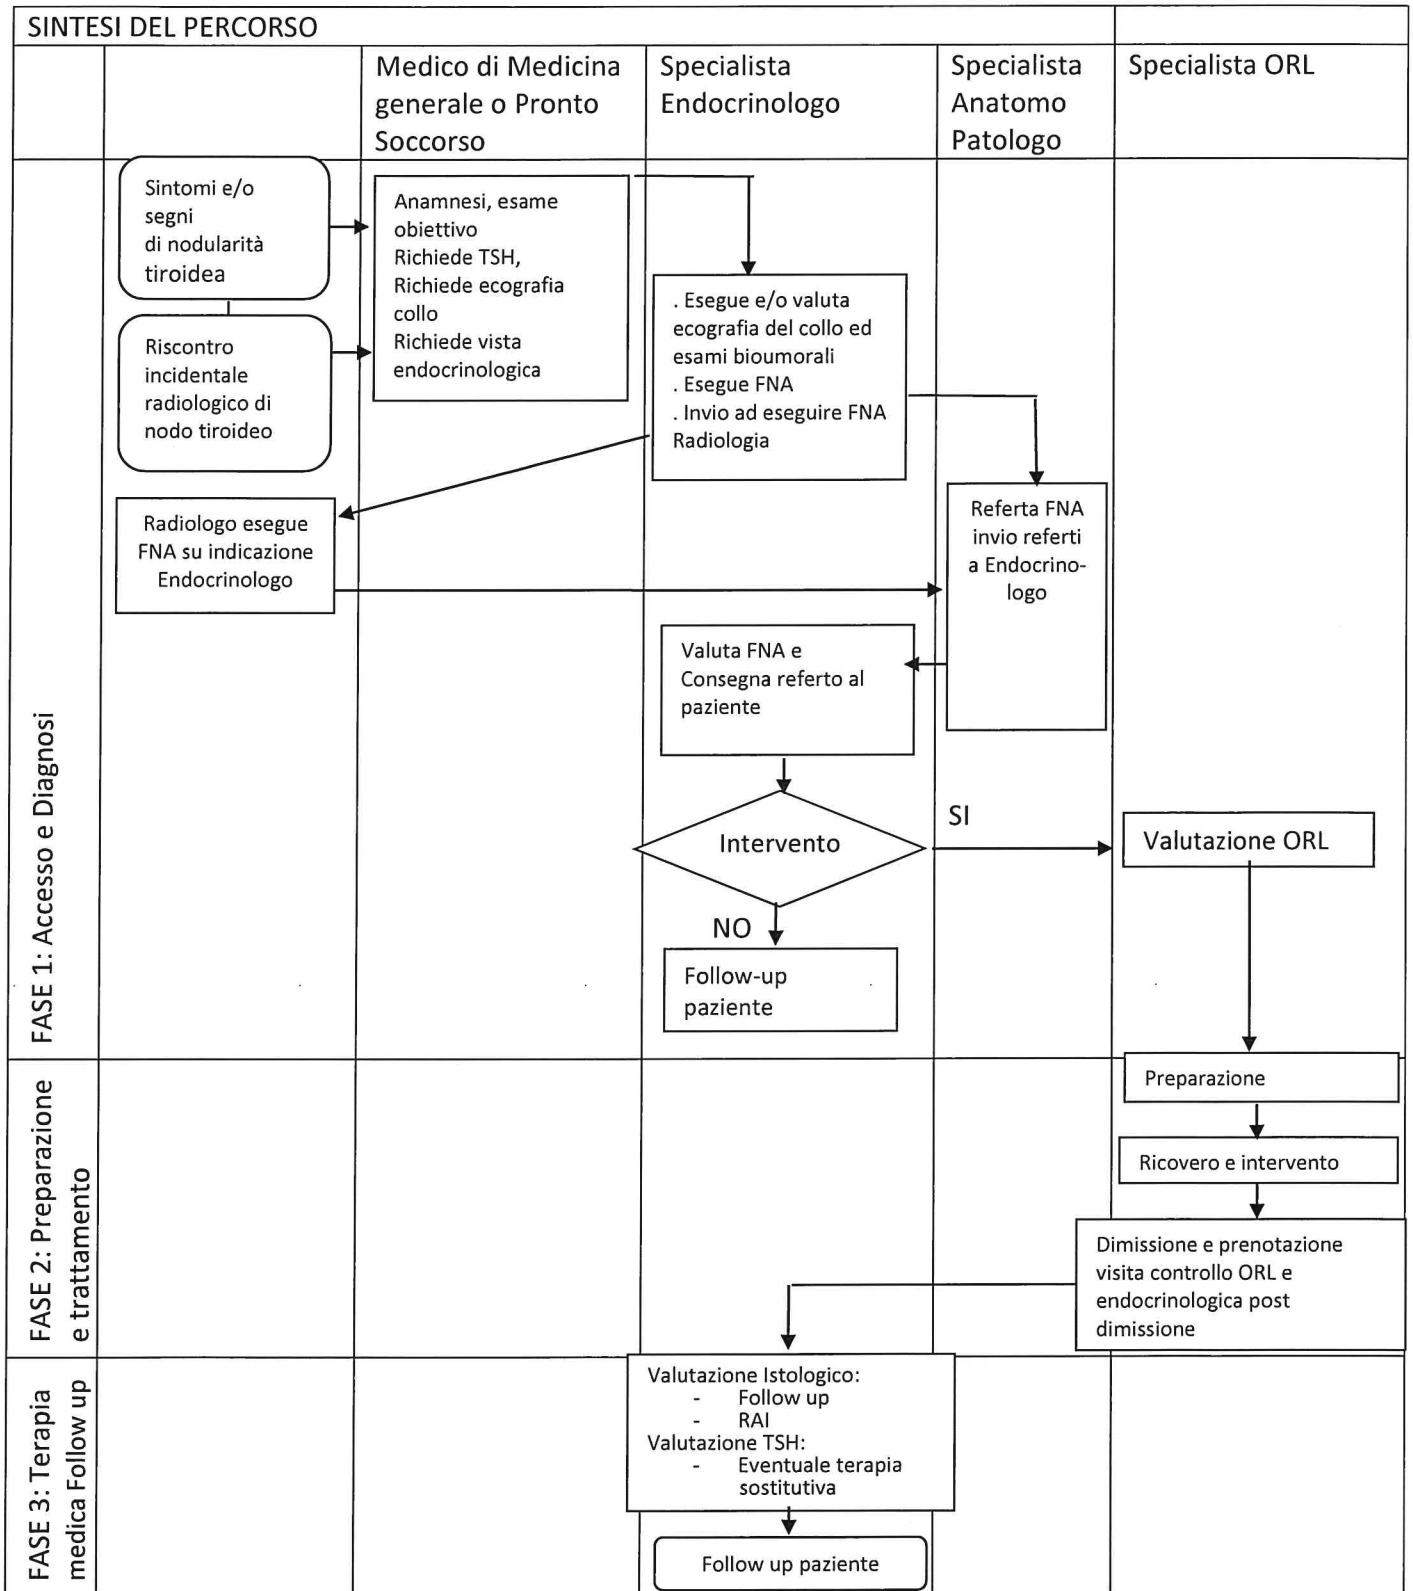 SINTESI DEL PERCORSO
Medico di Medicina
generale o Pronto
Soccorso
Specialista
Endocrinologo
Specialista
Anatomo
Patologo
Specialista ORL
FASE 1: Accesso e Diagnosi
Sintomi e/o
segni
di nodularità
tiroidea
Anamnesi, esame
obiettivo
Richiede TSH,
Richiede ecografia
collo
Richiede vista
endocrinologica
Riscontro
incidentale
radiologico di
nodo tiroideo
. Esegue e/o valuta
ecografia del collo ed
esami bioumorali
. Esegue FNA
. Invio ad eseguire FNA
Radiologia
Radiologo esegue
FNA su indicazione
Endocrinologo
Referta FNA
invio referti
a Endocrino-
logo
Valuta FNA e
Consegna referto al
paziente
Intervento
SI
Valutazione ORL
NO
Follow-up
paziente
FASE 2: Preparazione
e trattamento
Preparazione
Ricovero e intervento
Dimissione e prenotazione
visita controllo ORL e
endocrinologica post
dimissione
FASE 3: Terapia
medica Follow up
Valutazione Istologico:
- Follow up
- RAI
Valutazione TSH:
- Eventuale terapia
sostitutiva
Follow up paziente